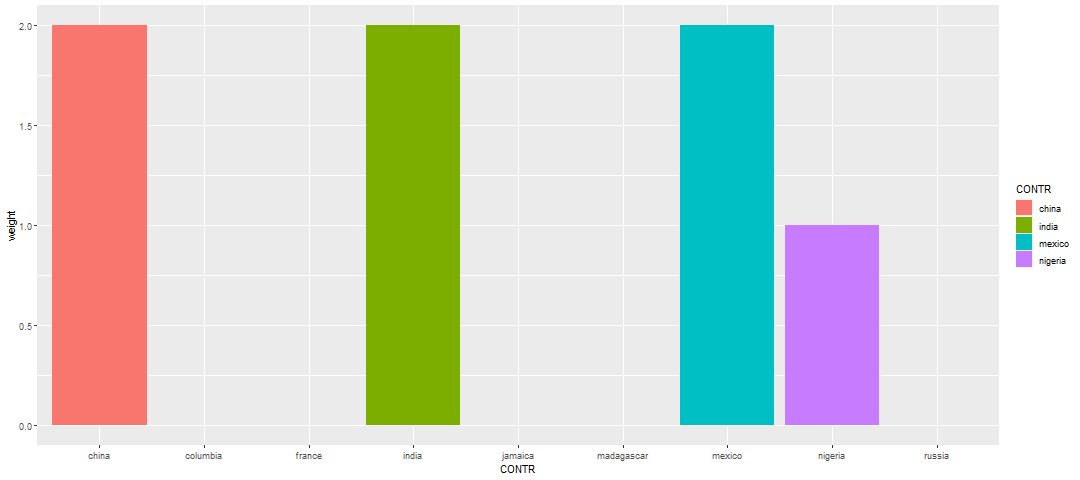 weight
2.0
1.5
1.0
0.5
0.0
china columbia france india jamaica madagascar mexico nigeria russia
CONTR
CONTR
china
india
mexico
nigeria